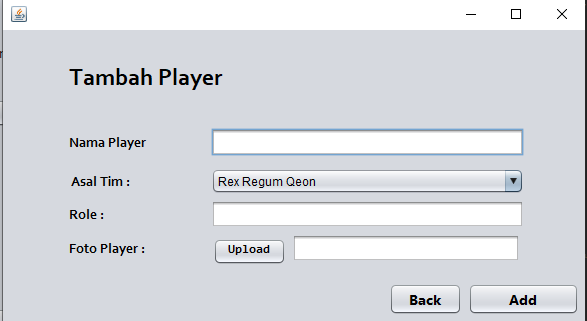 Tambah Player
Nama Player
Asal Tim : Rex Regum Qeon
Role :
Foto Player : Upload
Back Add